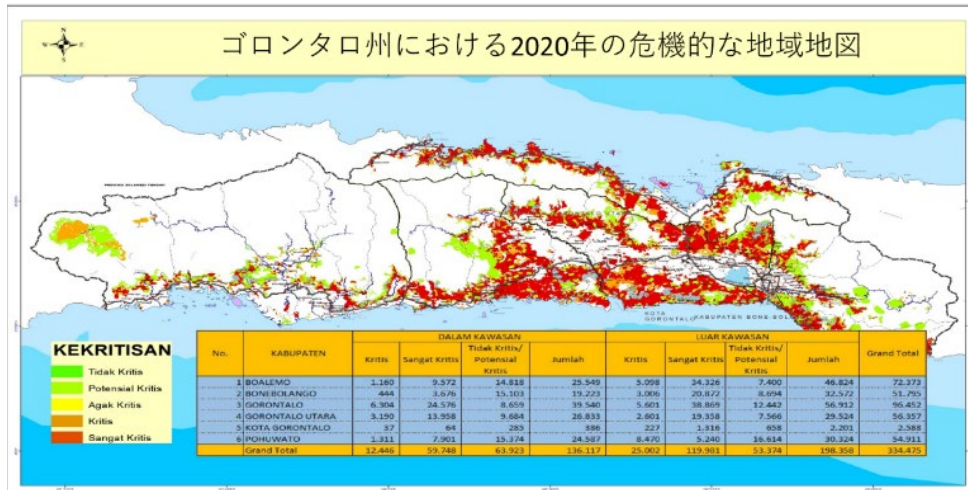 ゴロンタロ州における2020年の危機的な地域地図
KOTA GORONTALO KABUPATEN BONE
KEKRITISAN
Tidak Kritis
Potensial Kritis
Agak Kritis
Kritis
Sangat Kritis
No. KABUPATEN DALAM KAWASAN LUAR KAWASAN Grand Total
Kritis Sangat Kritis Tidak Kritis/ Potensial Kritis Jumlah Kritis Sangat Kritis Tidak Kritis/ Potensial Kritis Jumlah
1 BOALEMO 1.160 9.572 14.818 25.549 5.098 34.326 7.400 46.824 72.373
2 BONEBOLANGO 444 3.676 15.103 19.223 3.006 20.872 8.694 32.572 51.795
3 GORONTALO 6.304 24.576 8.659 39.540 5.601 38.869 12.442 56.912 96.452
4 GORONTALO UTARA 3.190 13.958 9.684 26.833 2.601 19.358 7.566 29.524 56.357
5 KOTA GORONTALO 37 64 285 386 227 1.316 658 2.201 2.588
6 POHUWATO 1.311 7.901 15.374 24.587 8.470 5.240 16.614 30.324 54.911
Grand Total 12.446 59.748 63.923 136.117 25.002 119.981 53.374 198.358 334.475